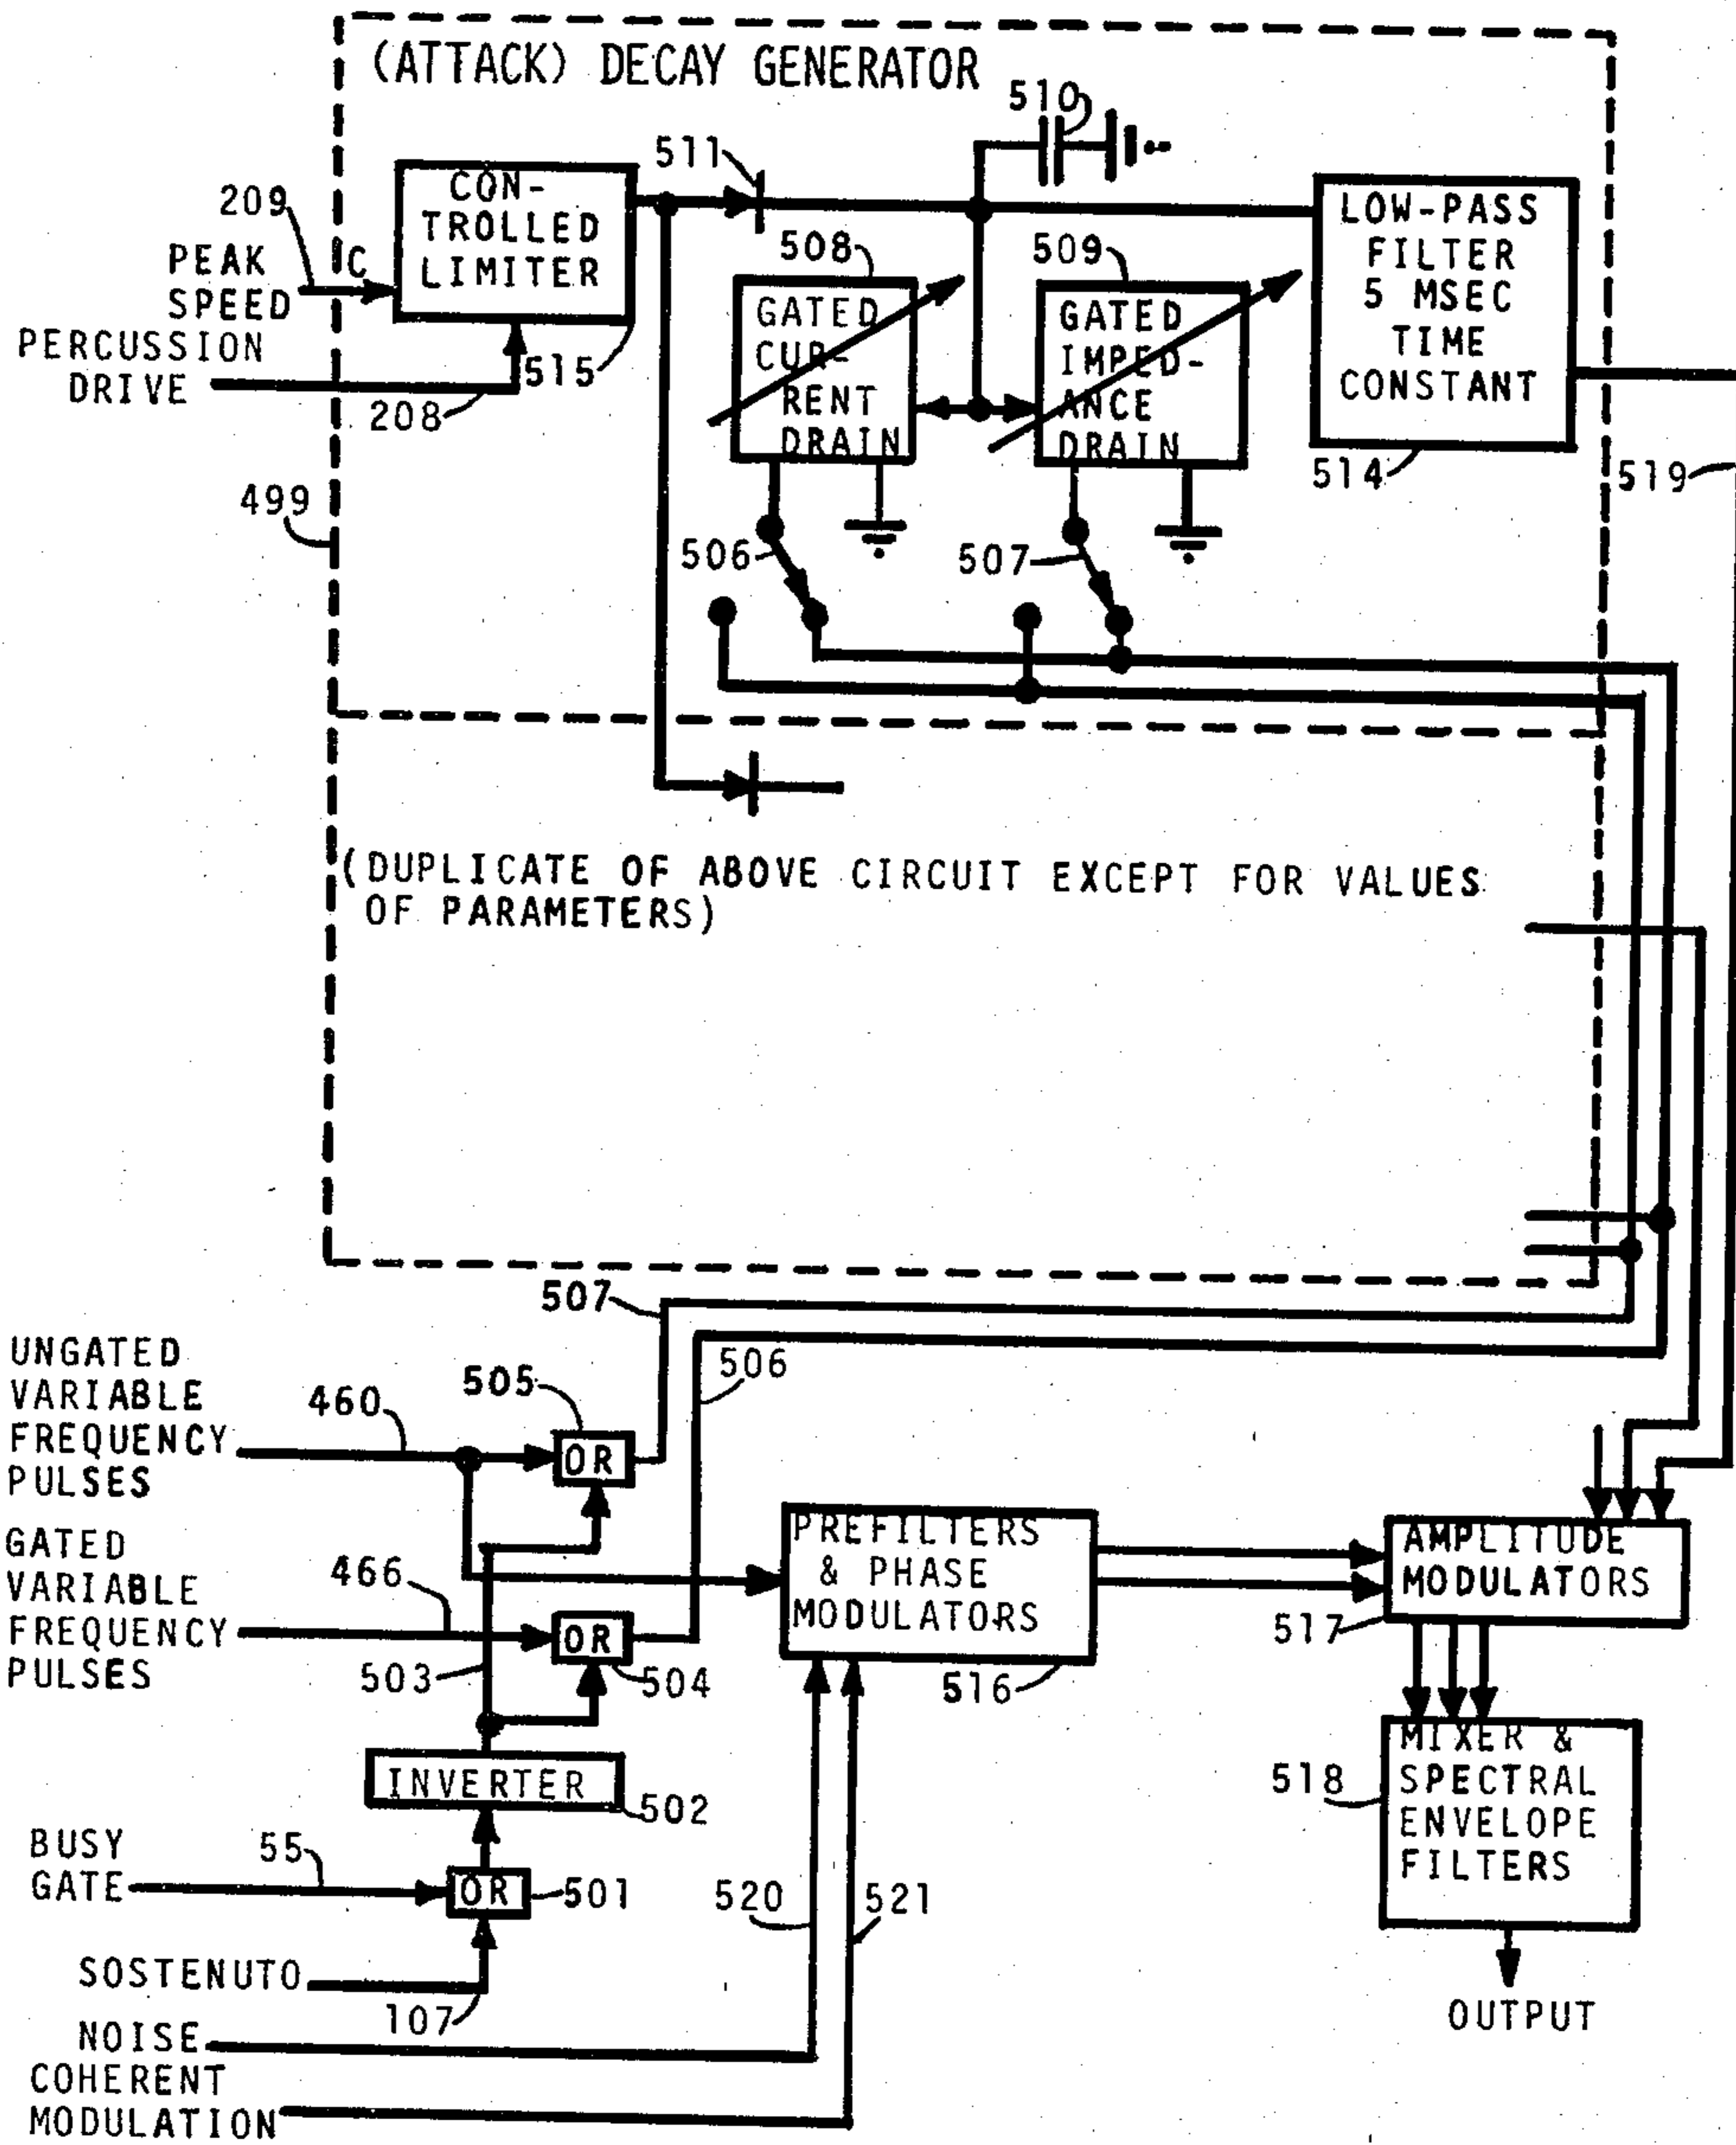 (ATTACK) DECAY GENERATOR
510
511
CON-
TROLLED
LIMITER
209
PEAK
SPEED
C
PERCUSSION
DRIVE
208
515
508
GATED
CUR-
RENT
DRAIN
509
GATED
IMPED-
ANCE
DRAIN
LOW-PASS
FILTER
5 MSEC
TIME
CONSTANT
514
519
499
506
507
(DUPLICATE OF ABOVE CIRCUIT EXCEPT FOR VALUES
OF PARAMETERS)
507
506
UNGATED
VARIABLE
FREQUENCY
PULSES
460
505
OR
GATED
VARIABLE
FREQUENCY
PULSES
466
OR
504
503
PREFILTERS
& PHASE
MODULATORS
516
AMPLITUDE
MODULATORS
517
INVERTER
502
BUSY
GATE
55
OR
501
SOSTENUTO
107
NOISE
520
521
COHERENT
MODULATION
518
MIXER &
SPECTRAL
ENVELOPE
FILTERS
OUTPUT